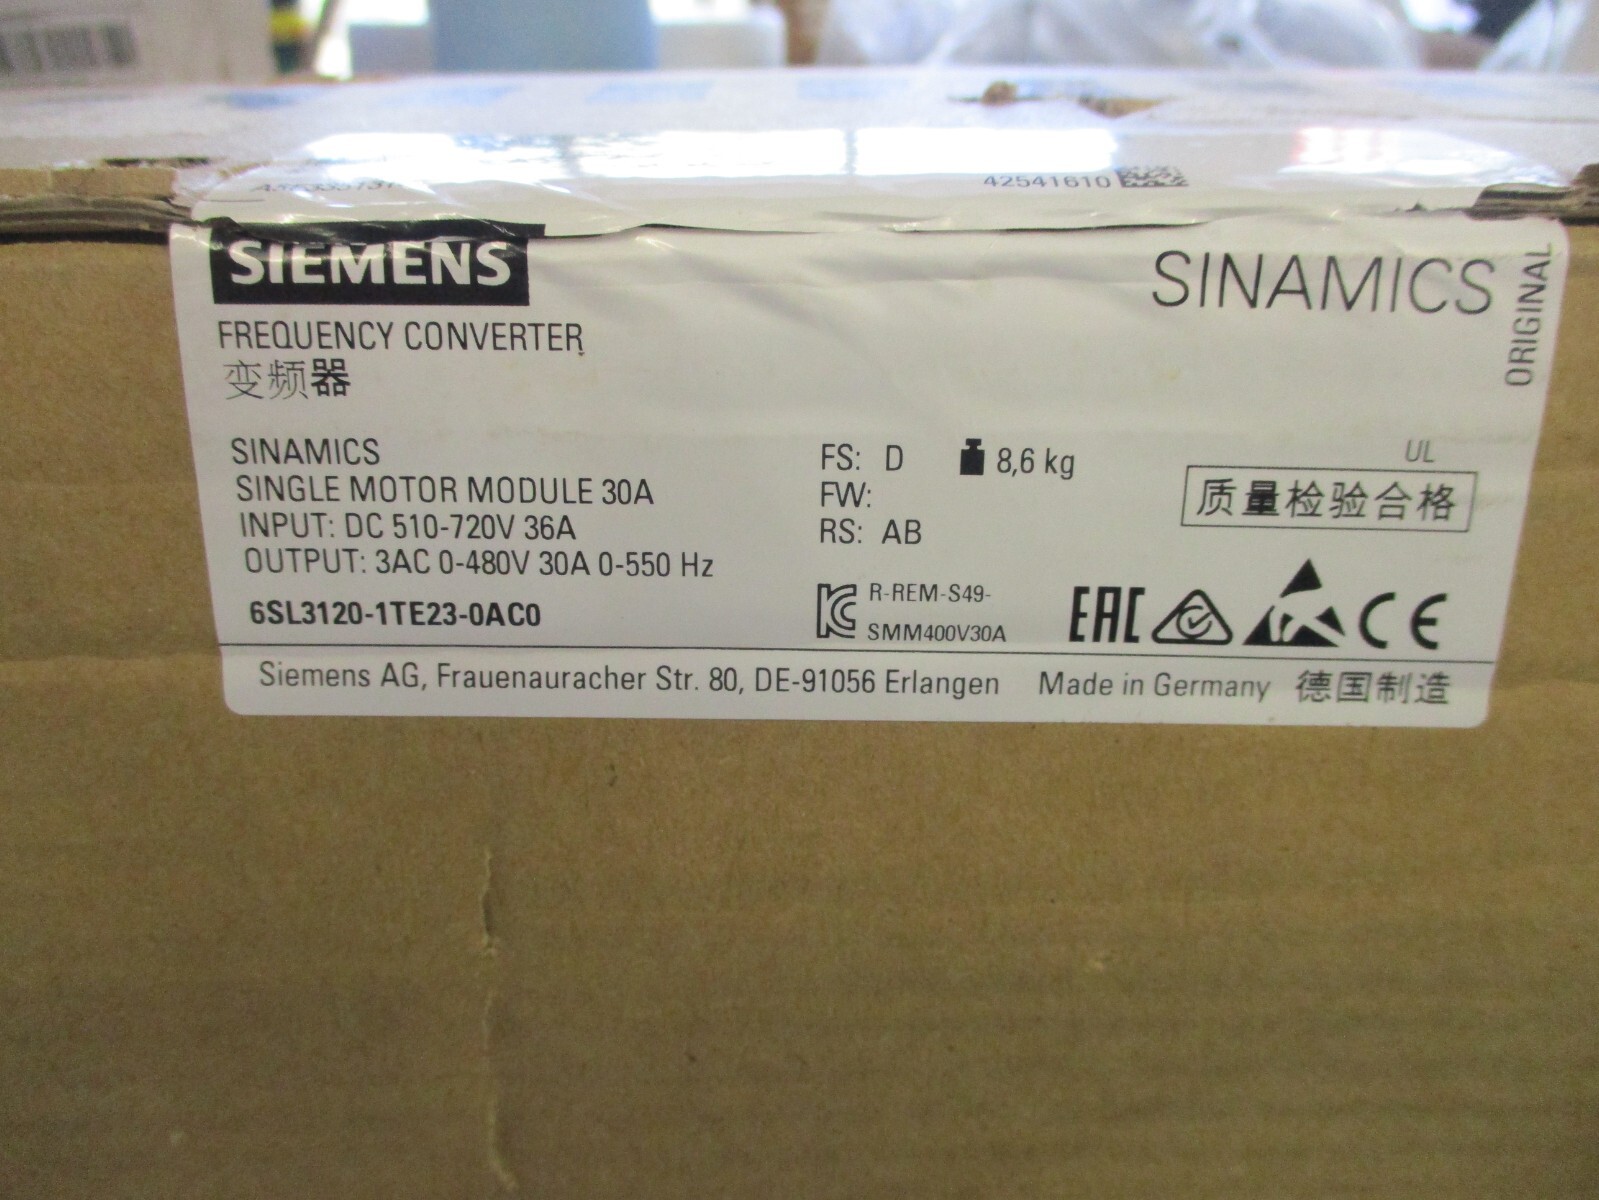 42541610
SIEMENS
SINAMICS
ORIGINAL
FREQUENCY CONVERTER
变频器
SINAMICS
SINGLE MOTOR MODULE 30A
INPUT: DC 510-720V 36A
OUTPUT: 3AC 0-480V 30A 0-550 Hz
6SL3120-1TE23-0AC0
FS: D 8,6 kg
FW:
RS: AB
UL
质量检验合格
R-REM-S49-
SMM400V30A
EAC
CE
Siemens AG, Frauenauracher Str. 80, DE-91056 Erlangen Made in Germany 德国制造